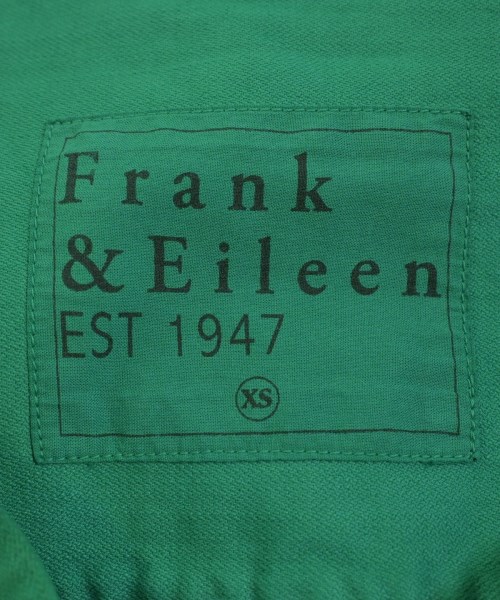 Frank
& Eileen
EST 1947
XS